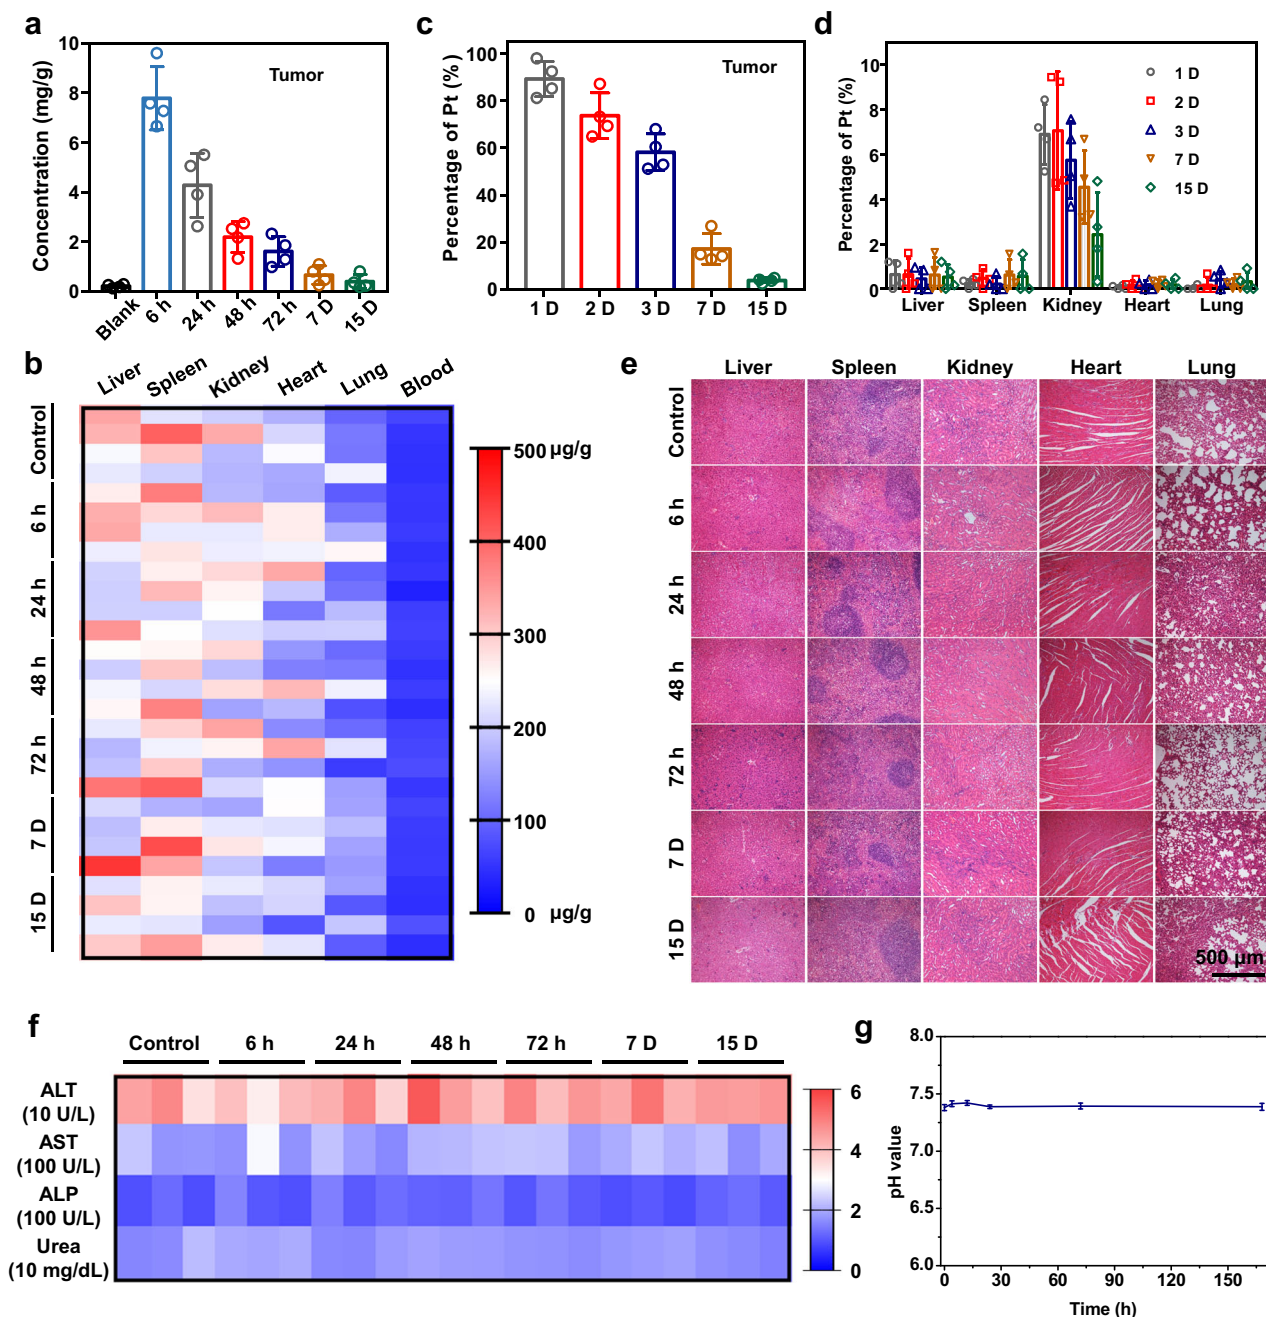 a
10
8
6
4
2
0
Concentration (mg/g)
Tumor
Blank
6 h
24 h
48 h
72 h
7 D
15 D
c
100
80
60
40
20
0
Percentage of Pt (%)
Tumor
1 D
2 D
3 D
7 D
15 D
d
10
8
6
4
2
0
Percentage of Pt (%)
1 D
2 D
3 D
7 D
15 D
Liver
Spleen
Kidney
Heart
Lung
b
Liver
Spleen
Kidney
Heart
Lung
Blood
Control
6 h
24 h
48 h
72 h
7 D
15 D
500 µg/g
400
300
200
100
0 µg/g
e
Liver
Spleen
Kidney
Heart
Lung
Control
6 h
24 h
48 h
72 h
7 D
15 D
500 µm
f
Control
6 h
24 h
48 h
72 h
7 D
15 D
ALT
(10 U/L)
AST
(100 U/L)
ALP
(100 U/L)
Urea
(10 mg/dL)
6
4
2
0
g
8.0
7.5
7.0
6.5
6.0
pH value
0
30
60
90
120
150
Time (h)